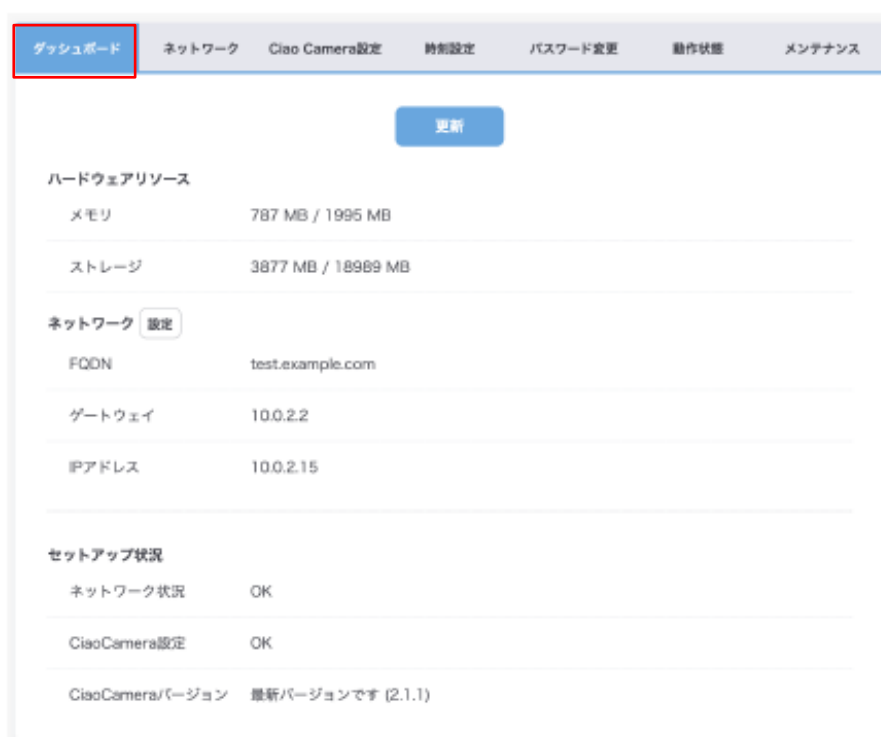 ダッシュボード ネットワーク Ciao Camera設定 時刻設定 パスワード変更 動作状態 メンテナンス
更新
ハードウェアリソース
メモリ 787 MB / 1995 MB
ストレージ 3877 MB / 18989 MB
ネットワーク 設定
FQDN test.example.com
ゲートウェイ 10.0.2.2
IPアドレス 10.0.2.15
セットアップ状況
ネットワーク状況 OK
CiaoCamera設定 OK
CiaoCameraバージョン 最新バージョンです (2.1.1)